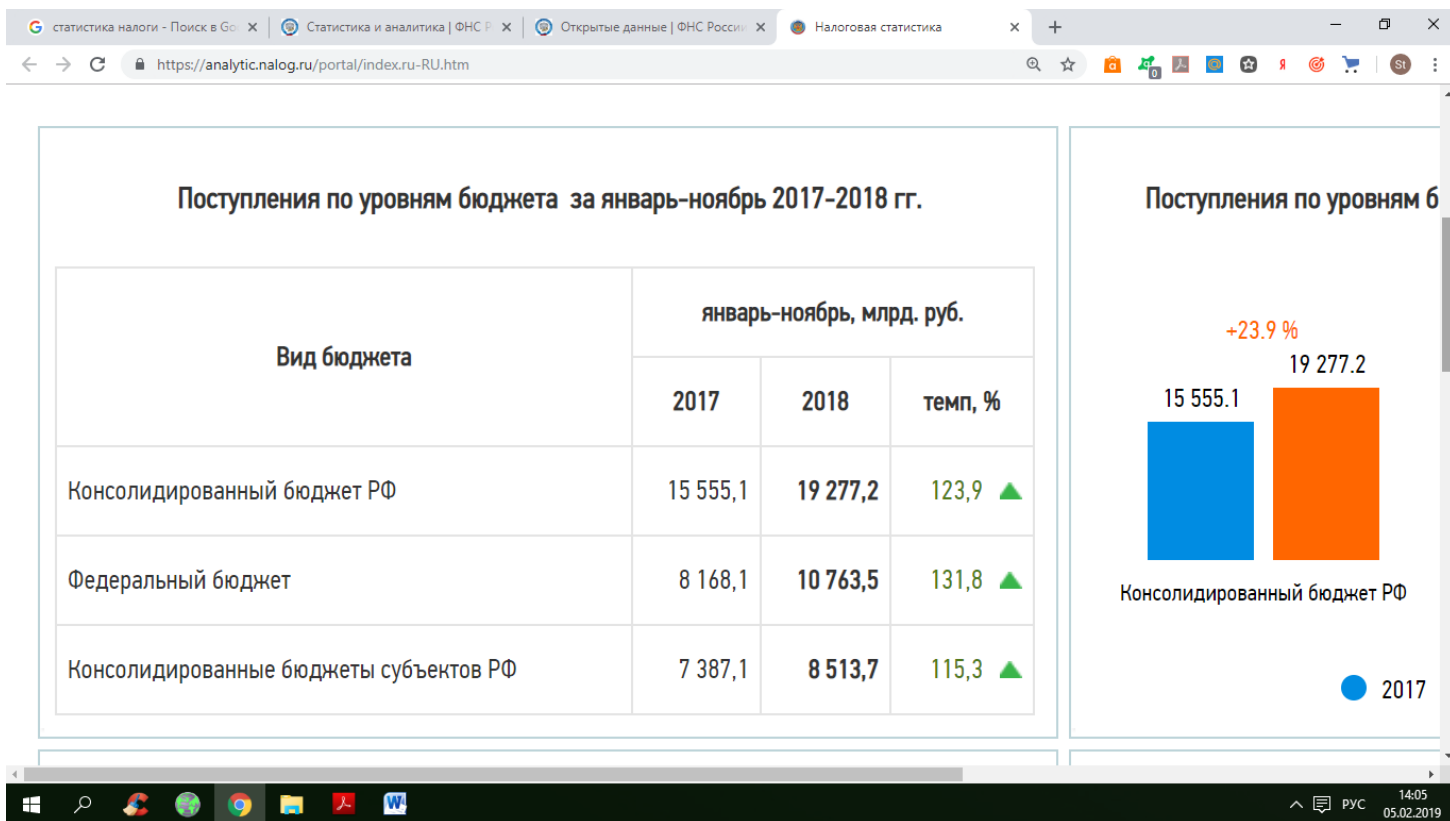 статистика налоги - Поиск в Go
Статистика и аналитика | ФНС Р
Открытые данные | ФНС России
Налоговая статистика
https://analytic.nalog.ru/portal/index.ru-RU.htm
0
Я
St
Поступления по уровням бюджета за январь-ноябрь 2017-2018 гг.
Вид бюджета
январь-ноябрь, млрд. руб.
2017 2018 темп, %
Консолидированный бюджет РФ 15 555,1 19 277,2 123,9
Федеральный бюджет 8 168,1 10 763,5 131,8
Консолидированные бюджеты субъектов РФ 7 387,1 8 513,7 115,3
Поступления по уровням б
+23.9 %
19 277.2
15 555.1
Консолидированный бюджет РФ
2017
РУС
14:05
05.02.2019